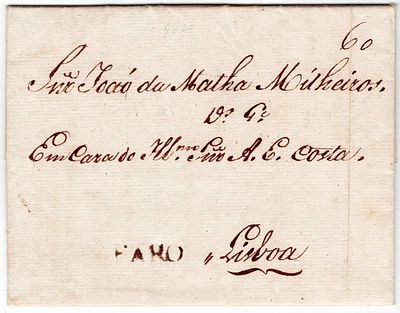 60
Snr. João da Matha Milheiros.
D.s G.e
Em Caza do Illmo. Snr. A. E. Costa.
FARO
Lisboa